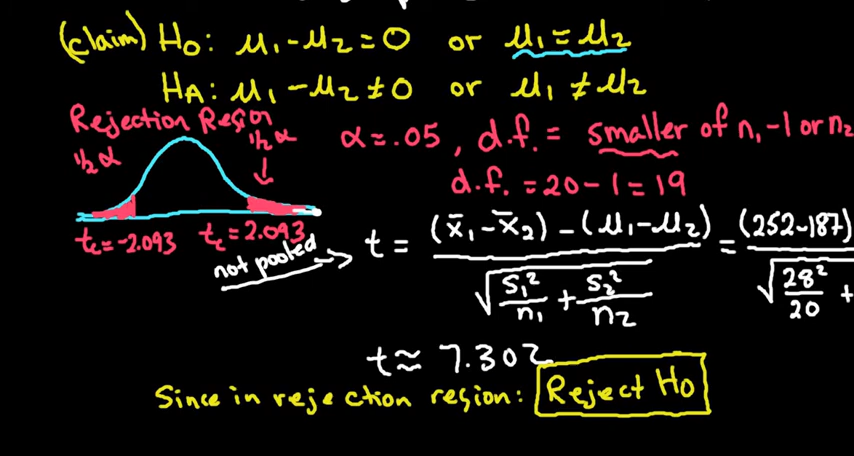 (claim) H₀: μ₁-μ₂=0 or μ₁=μ₂
Hₐ: μ₁-μ₂≠0 or μ₁≠μ₂
Rejection Region
½α
½α
α=.05, d.f.= smaller of n₁-1 or n₂
d.f.=20-1=19
t꜀=-2.093 t꜀=2.093
not pooled
t = (x̄₁-x̄₂)-(μ₁-μ₂) / √(s₁²/n₁ + s₂²/n₂) = (252-187) / √(28²/20 +
t≈7.302
Since in rejection region: Reject H₀